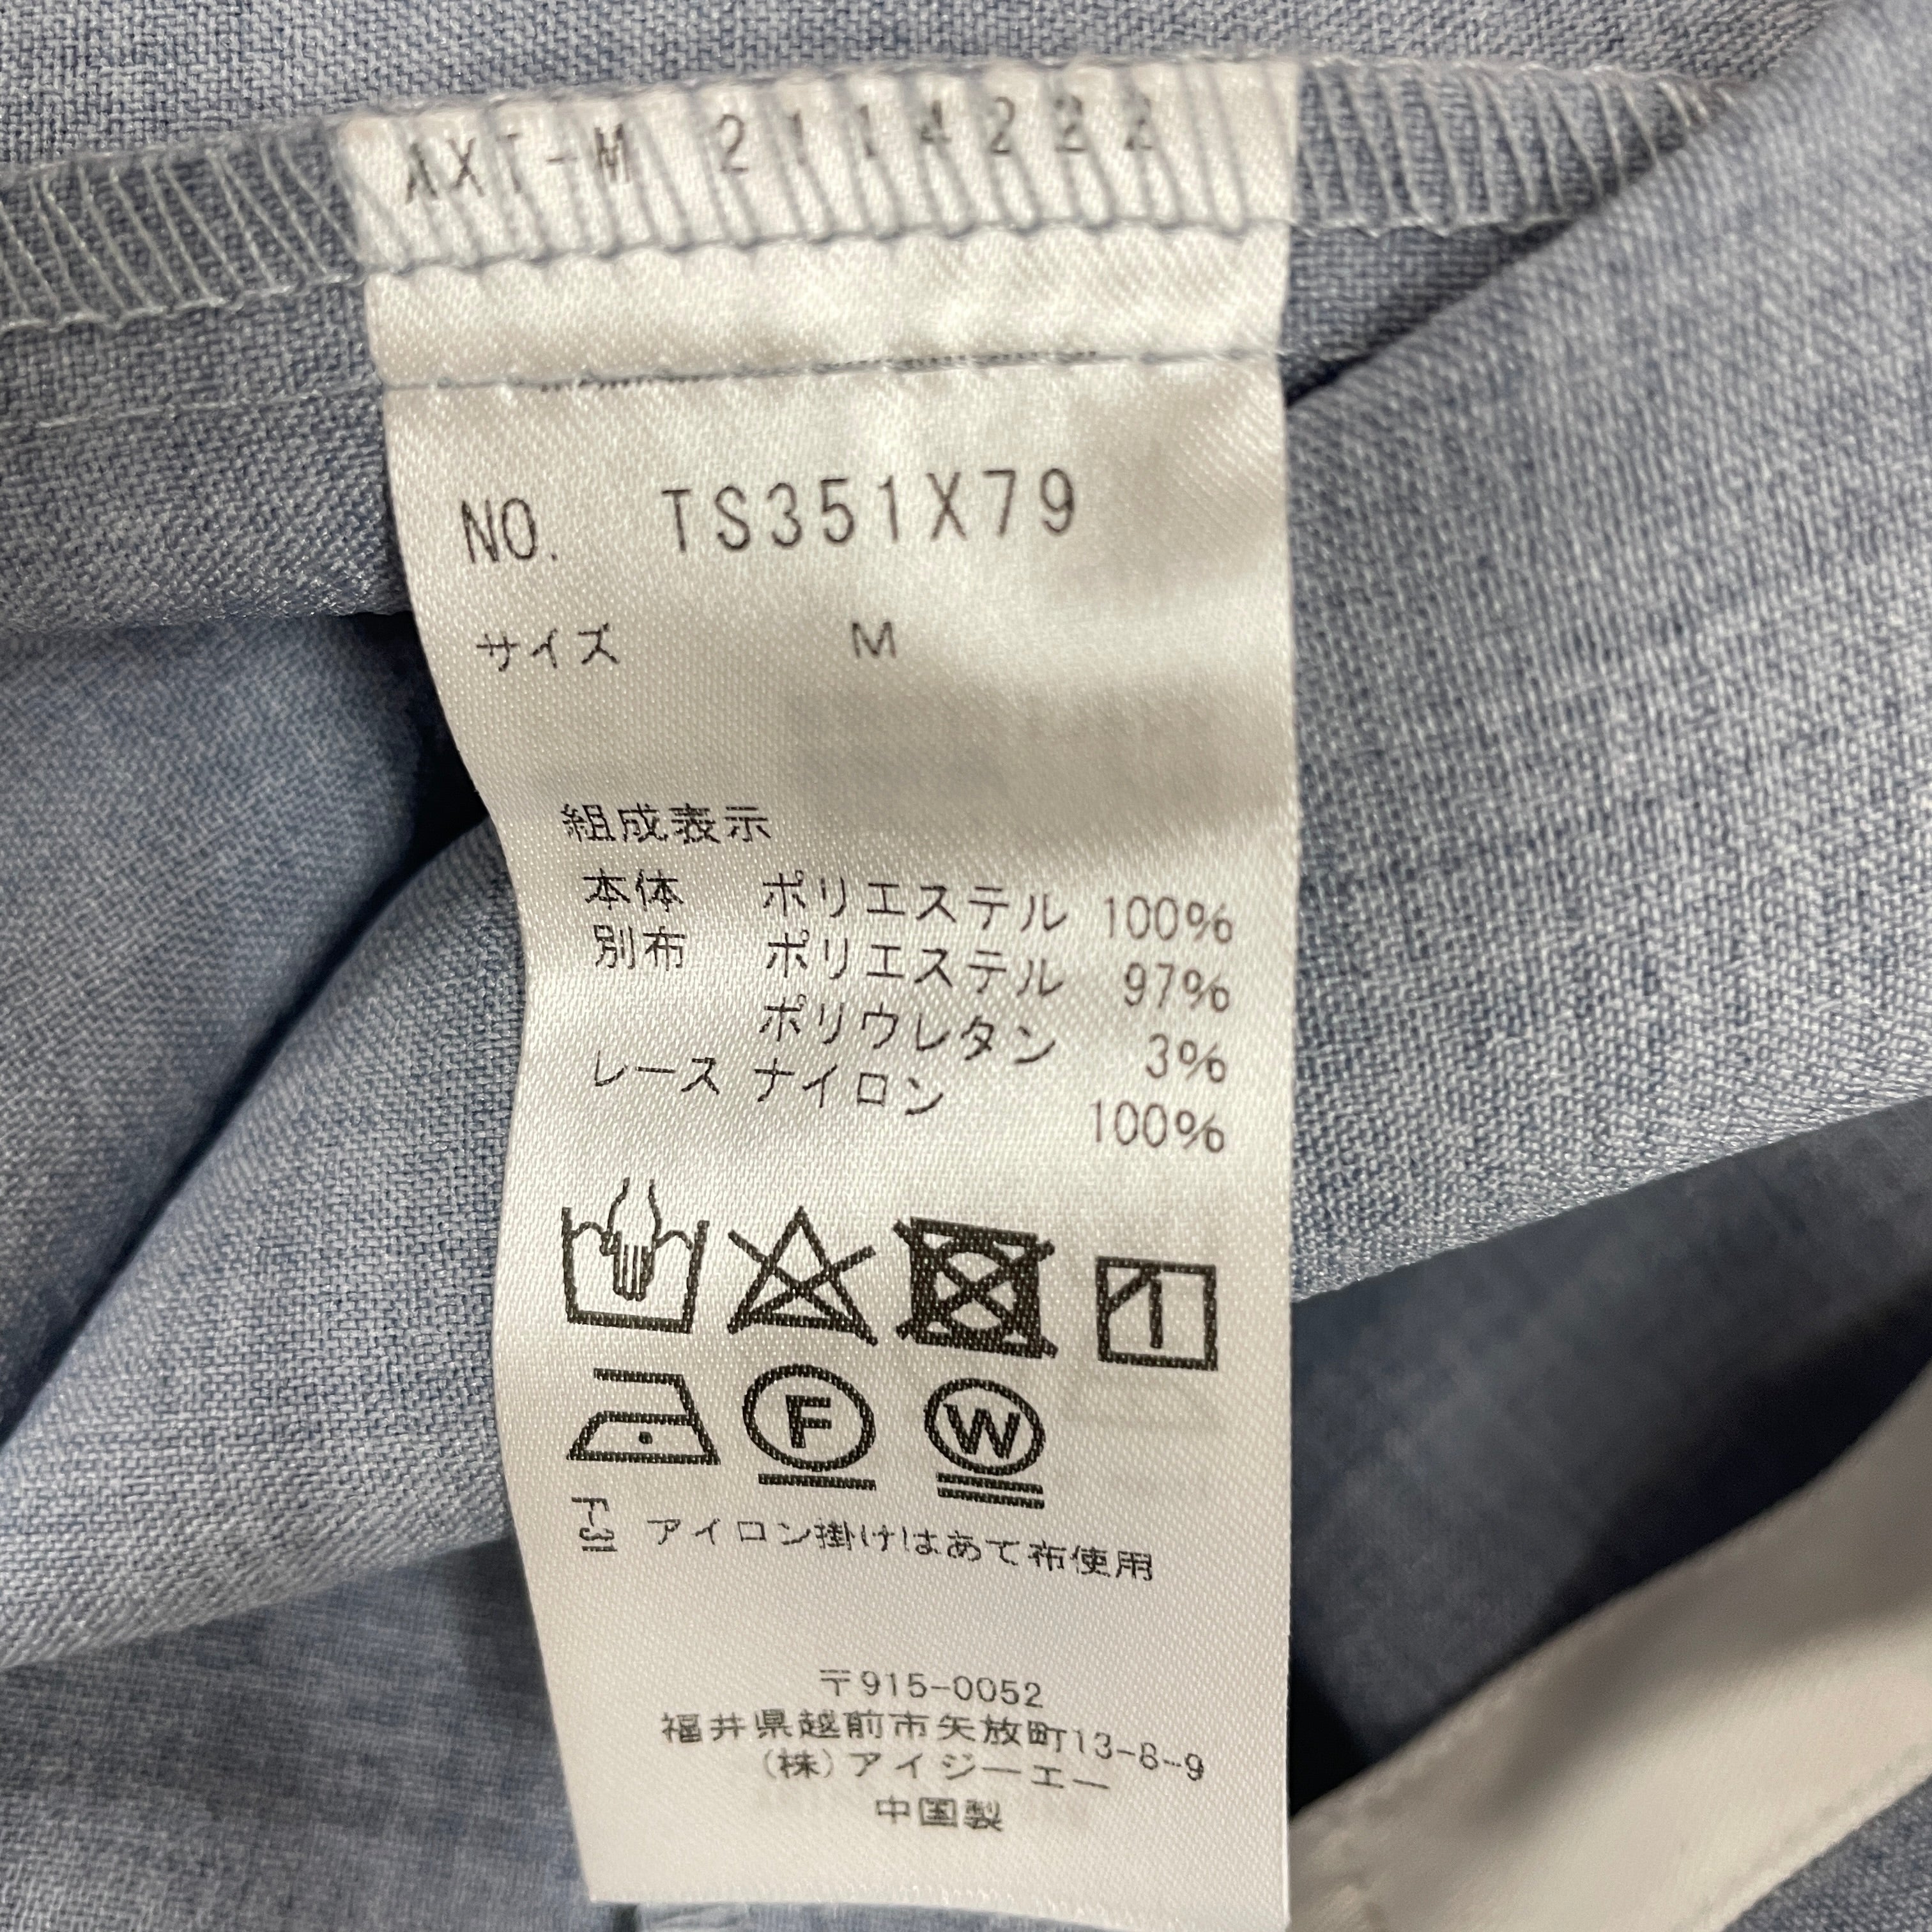 AXT-M 2114222
NO. TS351X79
サイズ M
組成表示
本体 ポリエステル 100%
別布 ポリエステル 97%
ポリウレタン 3%
レース ナイロン 100%
F
W
F-31 アイロン掛けはあて布使用
〒915-0052
福井県越前市矢放町13-8-9
(株)アイジーエー
中国製